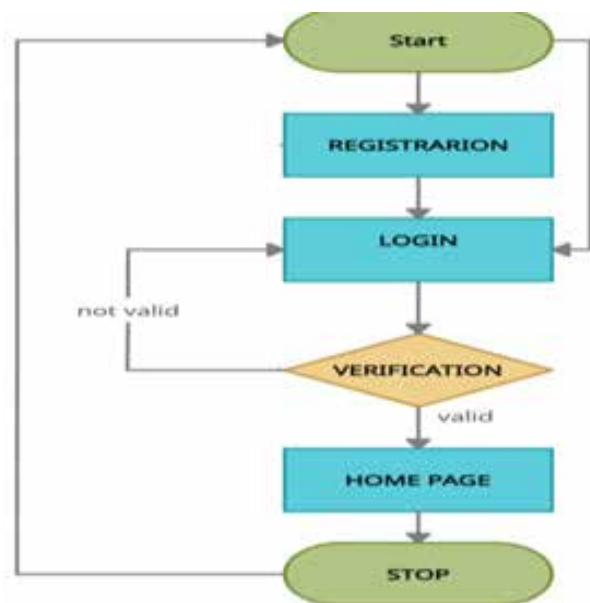 Start
REGISTRARION
LOGIN
not valid
VERIFICATION
valid
HOME PAGE
STOP